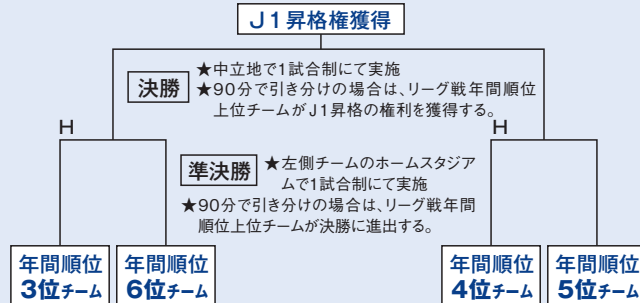 J1昇格権獲得
決勝
★中立地で1試合制にて実施
★90分で引き分けの場合は、リーグ戦年間順位
上位チームがJ1昇格の権利を獲得する。
H
H
準決勝
★左側チームのホームスタジア
ムで1試合制にて実施
★90分で引き分けの場合は、リーグ戦年間
順位上位チームが決勝に進出する。
年間順位
3位チーム
年間順位
6位チーム
年間順位
4位チーム
年間順位
5位チーム